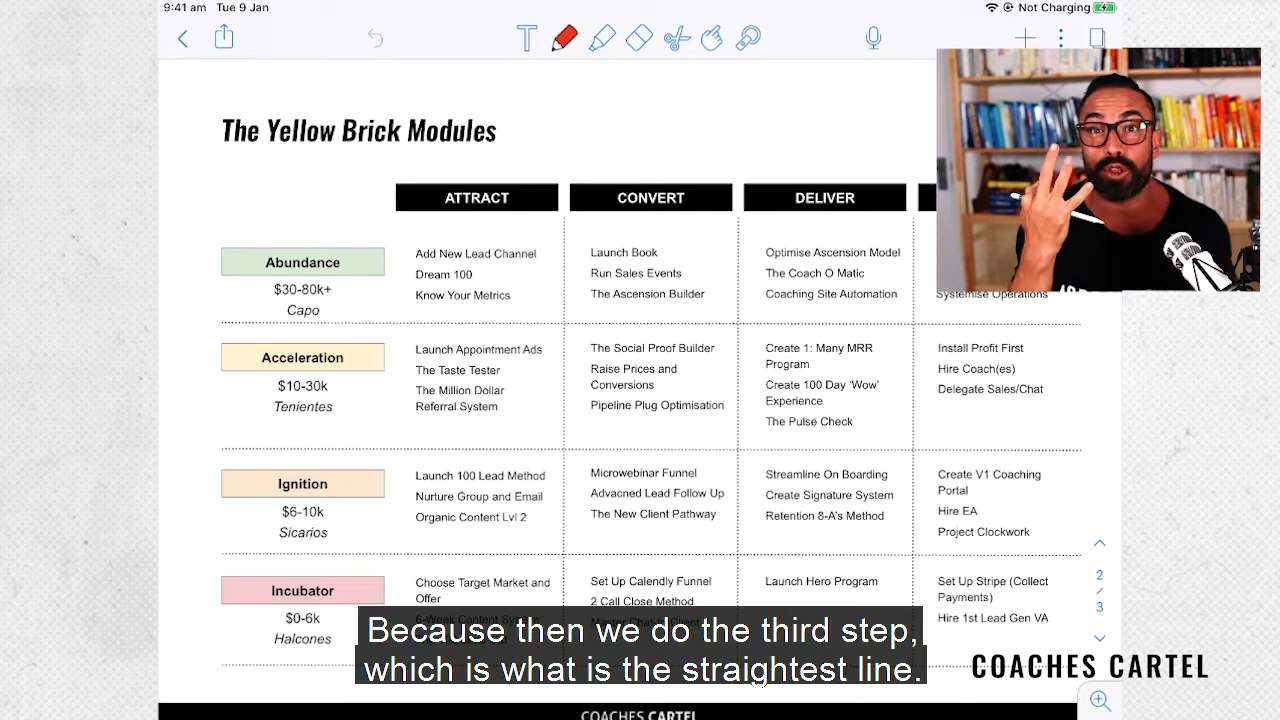 9:41 am Tue 9 Jan
Not Charging
The Yellow Brick Modules
ATTRACT CONVERT DELIVER
Abundance
$30-80k+
Capo
Add New Lead Channel
Dream 100
Know Your Metrics
Launch Book
Run Sales Events
The Ascension Builder
Optimise Ascension Model
The Coach O Matic
Coaching Site Automation
Systemise Operations
Acceleration
$10-30k
Tenientes
Launch Appointment Ads
The Taste Tester
The Million Dollar
Referral System
The Social Proof Builder
Raise Prices and
Conversions
Pipeline Plug Optimisation
Create 1: Many MRR
Program
Create 100 Day ‘Wow’
Experience
The Pulse Check
Install Profit First
Hire Coach(es)
Delegate Sales/Chat
Ignition
$6-10k
Sicarios
Launch 100 Lead Method
Nurture Group and Email
Organic Content Lvl 2
Microwebinar Funnel
Advacned Lead Follow Up
The New Client Pathway
Streamline On Boarding
Create Signature System
Retention 8-A's Method
Create V1 Coaching
Portal
Hire EA
Project Clockwork
Incubator
$0-6k
Halcones
Choose Target Market and
Offer
6-Week Content System
Set Up Calendly Funnel
2 Call Close Method
Master Chat to Client
Launch Hero Program
Set Up Stripe (Collect
Payments)
Hire 1st Lead Gen VA
2
/
3
Because then we do the third step,
which is what is the straightest line.
COACHES CARTEL
COACHES CARTEL